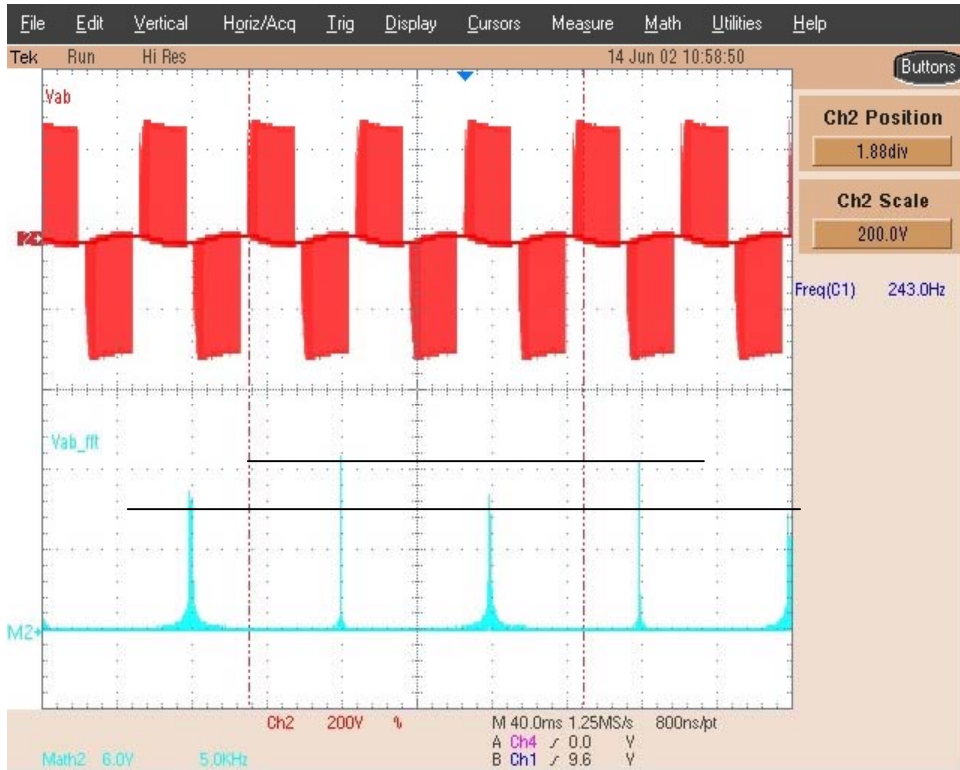 File Edit Vertical Horiz/Acq Trig Display Cursors Measure Math Utilities Help
Tek Run Hi Res 14 Jun 02 10:58:50
Buttons
Vab
Ch2 Position
1.88div
Ch2 Scale
200.0V
2
Freq(C1) 243.0Hz
Vab_fft
M2
Ch2 200V M 40.0ms 1.25MS/s 800ns/pt
A Ch4 0.0 V
Math2 6.0V 5.0KHz B Ch1 9.6 V